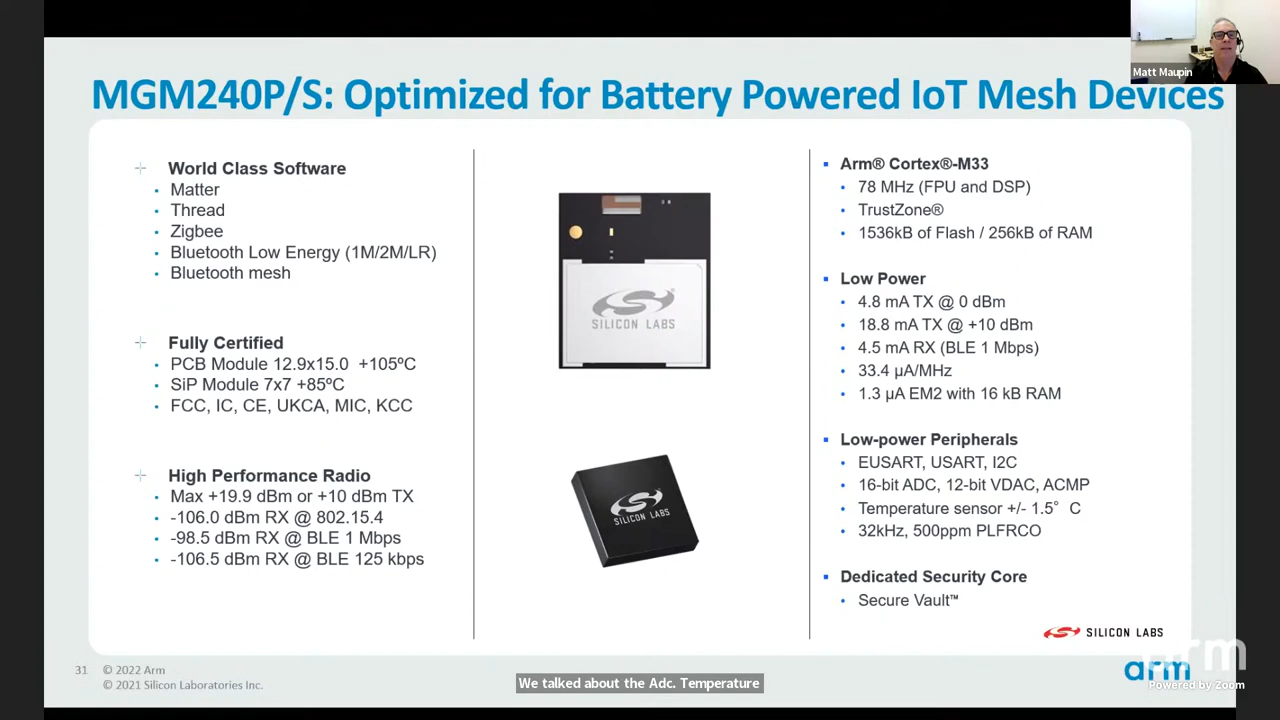 Matt Maupin
MGM240P/S: Optimized for Battery Powered IoT Mesh Devices
World Class Software
Matter
Thread
Zigbee
Bluetooth Low Energy (1M/2M/LR)
Bluetooth mesh
Fully Certified
PCB Module 12.9x15.0 +105ºC
SiP Module 7x7 +85ºC
FCC, IC, CE, UKCA, MIC, KCC
High Performance Radio
Max +19.9 dBm or +10 dBm TX
-106.0 dBm RX @ 802.15.4
-98.5 dBm RX @ BLE 1 Mbps
-106.5 dBm RX @ BLE 125 kbps
SILICON LABS
SILICON LABS
Arm® Cortex®-M33
78 MHz (FPU and DSP)
TrustZone®
1536kB of Flash / 256kB of RAM
Low Power
4.8 mA TX @ 0 dBm
18.8 mA TX @ +10 dBm
4.5 mA RX (BLE 1 Mbps)
33.4 µA/MHz
1.3 µA EM2 with 16 kB RAM
Low-power Peripherals
EUSART, USART, I2C
16-bit ADC, 12-bit VDAC, ACMP
Temperature sensor +/- 1.5° C
32kHz, 500ppm PLFRCO
Dedicated Security Core
Secure Vault™
SILICON LABS
31 © 2022 Arm
© 2021 Silicon Laboratories Inc.
We talked about the Adc. Temperature
arm
arm
Powered by Zoom